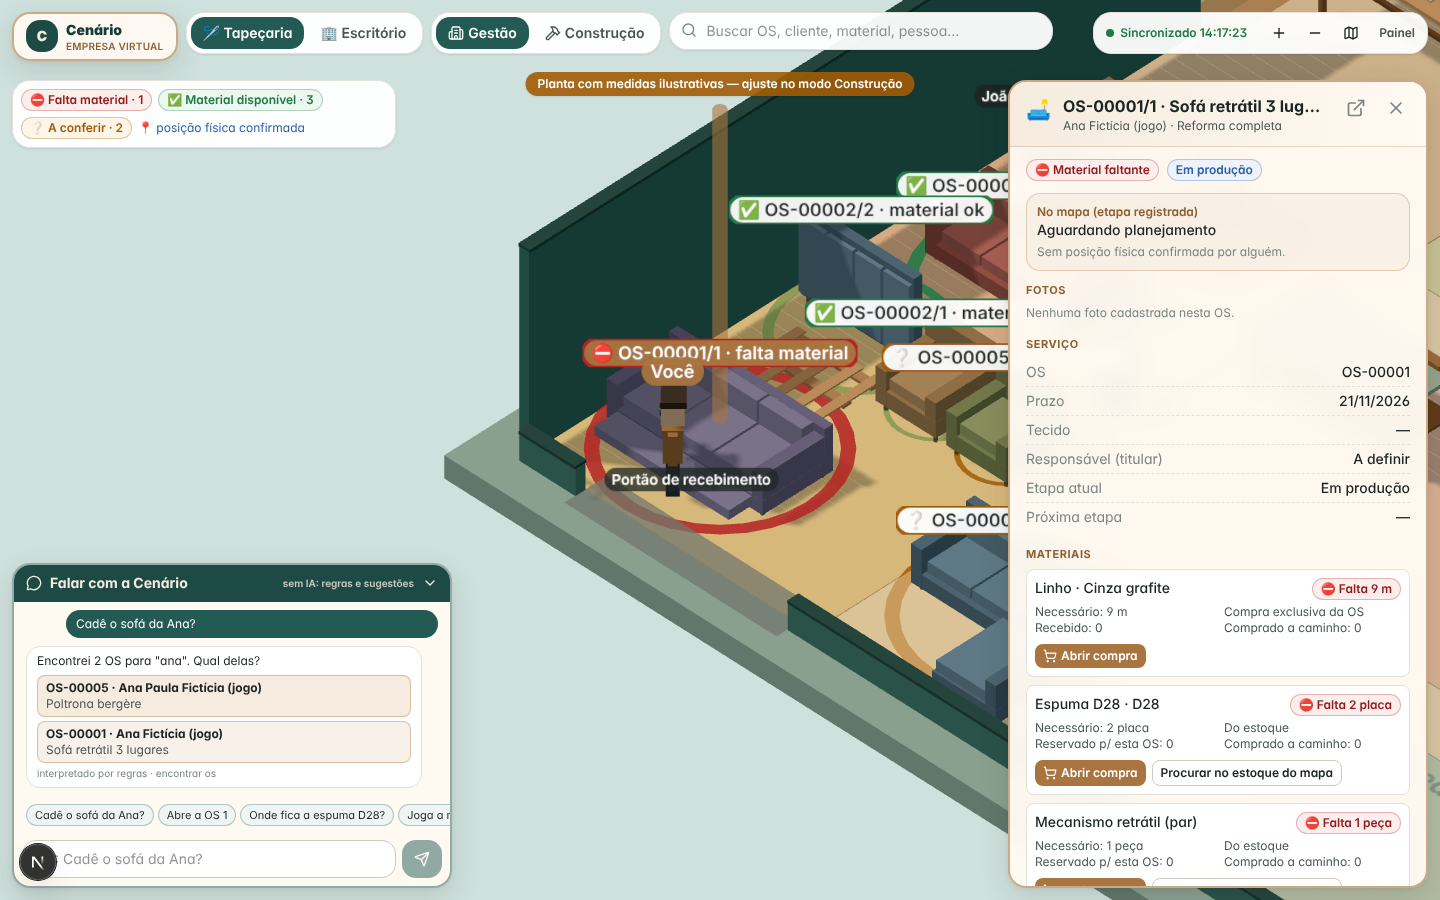 C
Cenário
EMPRESA VIRTUAL
Tapeçaria
Escritório
Gestão
Construção
Buscar OS, cliente, material, pessoa…
Sincronizado 14:17:23
Painel
Falta material · 1
Material disponível · 3
A conferir · 2
posição física confirmada
Planta com medidas ilustrativas — ajuste no modo Construção
Joã
OS-0000
OS-00002/2 · material ok
OS-00002/1 · mater
OS-00001/1 · falta material
OS-00005
Você
Portão de recebimento
OS-0000
Falar com a Cenário
sem IA: regras e sugestões
Cadê o sofá da Ana?
Encontrei 2 OS para "ana". Qual delas?
OS-00005 · Ana Paula Fictícia (jogo)
Poltrona bergère
OS-00001 · Ana Fictícia (jogo)
Sofá retrátil 3 lugares
interpretado por regras · encontrar os
Cadê o sofá da Ana?
Abre a OS 1
Onde fica a espuma D28?
Joga a
N
Cadê o sofá da Ana?
OS-00001/1 · Sofá retrátil 3 lug...
Ana Fictícia (jogo) · Reforma completa
Material faltante
Em produção
No mapa (etapa registrada)
Aguardando planejamento
Sem posição física confirmada por alguém.
FOTOS
Nenhuma foto cadastrada nesta OS.
SERVIÇO
OS OS-00001
Prazo 21/11/2026
Tecido —
Responsável (titular) A definir
Etapa atual Em produção
Próxima etapa —
MATERIAIS
Linho · Cinza grafite
Falta 9 m
Necessário: 9 m Compra exclusiva da OS
Recebido: 0 Comprado a caminho: 0
Abrir compra
Espuma D28 · D28
Falta 2 placa
Necessário: 2 placa Do estoque
Reservado p/ esta OS: 0 Comprado a caminho: 0
Abrir compra
Procurar no estoque do mapa
Mecanismo retrátil (par)
Falta 1 peça
Necessário: 1 peça Do estoque
Reservado p/ esta OS: 0 Comprado a caminho: 0